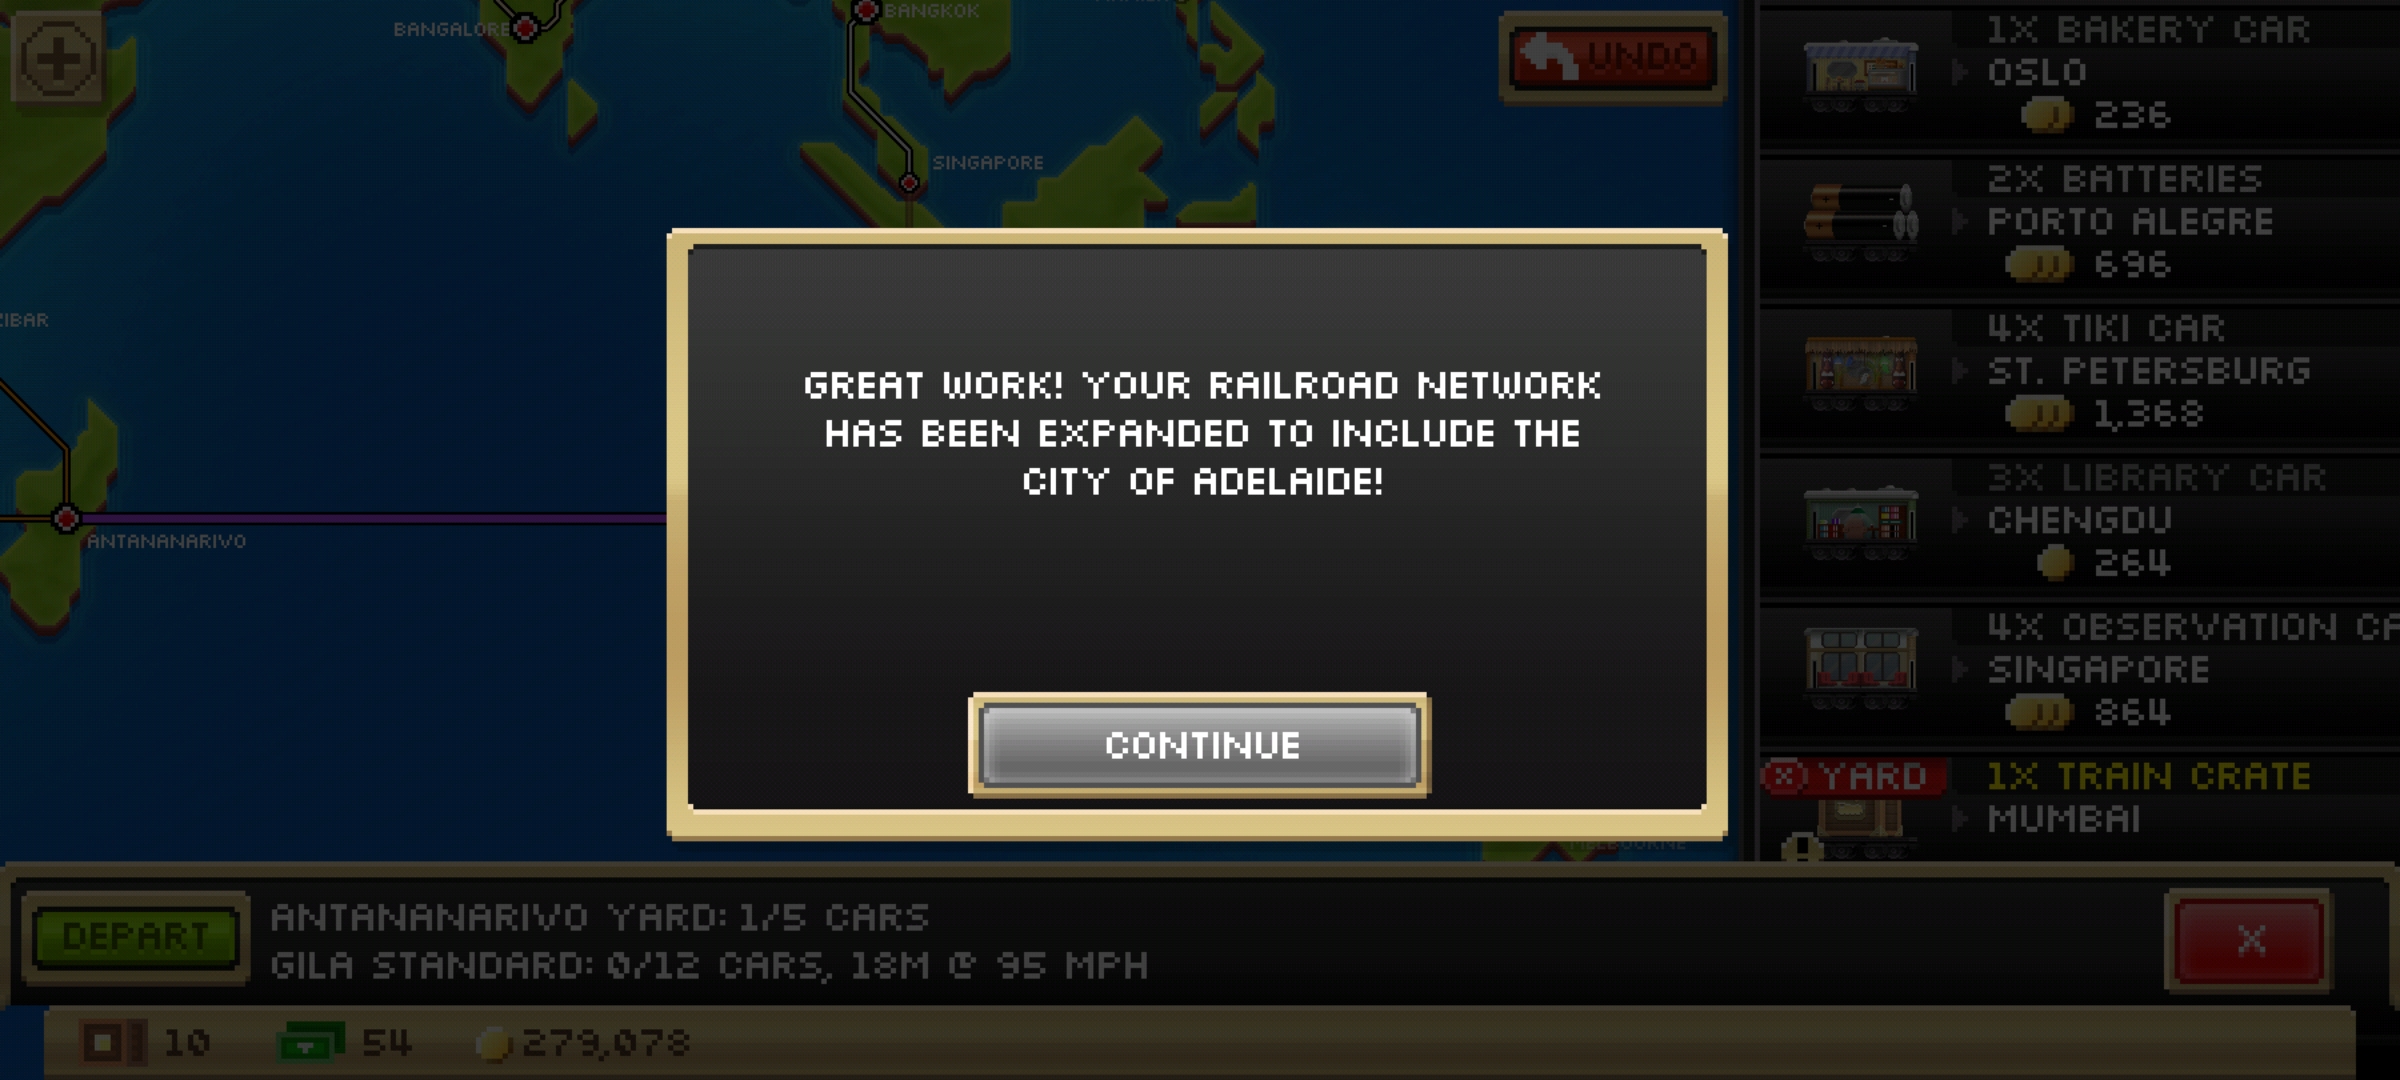 BANGALORE
BANGKOK
UNDO
SINGAPORE
ZIBAR
ANTANANARIVO
GREAT WORK! YOUR RAILROAD NETWORK
HAS BEEN EXPANDED TO INCLUDE THE
CITY OF ADELAIDE!
CONTINUE
MELBOURNE
1X BAKERY CAR
OSLO
236
2X BATTERIES
PORTO ALEGRE
696
4X TIKI CAR
ST. PETERSBURG
1,368
3X LIBRARY CAR
CHENGDU
264
4X OBSERVATION CA
SINGAPORE
864
X YARD
1X TRAIN CRATE
MUMBAI
DEPART
ANTANANARIVO YARD: 1/5 CARS
GILA STANDARD: 0/12 CARS, 18M @ 95 MPH
X
10
54
279,078